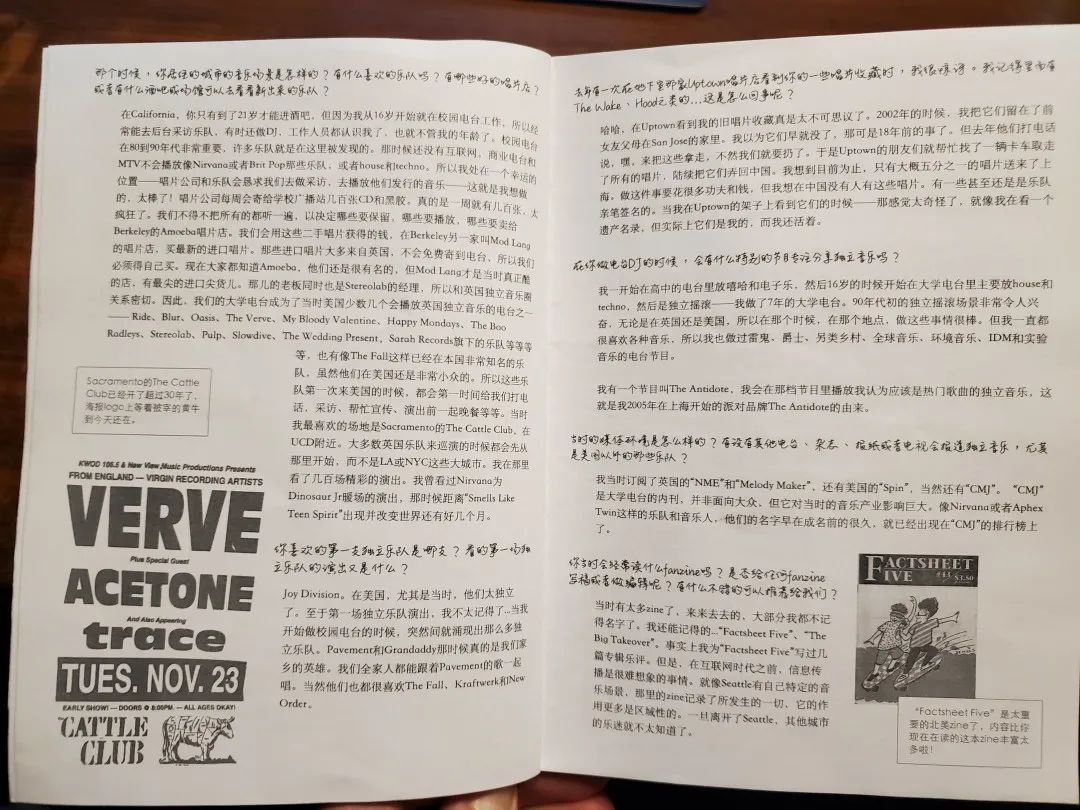 那个时候，你居住的城市的音乐场景是怎样的？有什么喜欢的乐队吗？有哪些好的唱片店？
或者有什么酒吧或场馆可以去看看新出来的乐队？
在California，你只有到了21岁才能进酒吧，但因为我从16岁开始就在校园电台工作，所以经
常能去后台采访乐队，有时还做DJ，工作人员都认识我了，也就不管我的年龄了。校园电台
在80到90年代非常重要，许多乐队就是在这里被发现的。那时候还没有互联网，商业电台和
MTV不会播放像Nirvana或者Brit Pop那些乐队，或者house和techno。所以我处在一个幸运的
位置——唱片公司和乐队会恳求我们去做采访，去播放他们发行的音乐——这就是我想做
的，太棒了！唱片公司每周会寄给学校广播站几百张CD和黑胶。真的是一周就有几百张，太
疯狂了。我们不得不把所有的都听一遍，以决定哪些要保留，哪些要播放，哪些要卖给
Berkeley的Amoeba唱片店。我们会用这些二手唱片获得的钱，在Berkeley另一家叫Mod Lang
的唱片店，买最新的进口唱片。那些进口唱片大多来自英国，不会免费寄到电台，所以我们
必须得自己买。现在大家都知道Amoeba，他们还是很有名的，但Mod Lang才是当时真正酷
的店，有最尖的进口尖货儿。那儿的老板同时也是Stereolab的经理，所以和英国独立音乐圈
关系密切。因此，我们的大学电台成为了当时美国少数几个会播放英国独立音乐的电台之一
—— Ride、Blur、Oasis、The Verve、My Bloody Valentine、Happy Mondays、The Boo
Radleys、Stereolab、Pulp、Slowdive、The Wedding Present、Sarah Records旗下的乐队等等等
等，也有像The Fall这样已经在本国非常知名的乐
队，虽然他们在美国还是非常小众的。所以这些乐
队第一次来美国的时候，都会第一时间给我们打电
话，采访、帮忙宣传、演出前一起晚餐等等。当时
我最喜欢的场地是Sacramento的The Cattle Club，在
UCD附近。大多数英国乐队来巡演的时候都会先从
那里开始，而不是LA或NYC这些大城市。我在那里
看了几百场精彩的演出。我曾看过Nirvana为
Dinosaur Jr暖场的演出，那时候距离“Smells Like
Teen Spirit”出现并改变世界还有好几个月。
Sacramento的The Cattle
Club已经开了超过30年了，
海报logo上等着被宰的黄牛
到今天还在。
KWOD 106.5 & New View Music Productions Presents
FROM ENGLAND — VIRGIN RECORDING ARTISTS
VERVE
Plus Special Guest
ACETONE
And Also Appearing
trace
TUES. NOV. 23
EARLY SHOW! — DOORS @ 8:00PM — ALL AGES OKAY!
CATTLE
CLUB
你喜欢的第一支独立乐队是哪支？看的第一场独
立乐队的演出又是什么？
Joy Division。在美国，尤其是当时，他们太独立
了。至于第一场独立乐队演出，我不太记得了...当我
开始做校园电台的时候，突然间就涌现出那么多独
立乐队。Pavement和Grandaddy那时候真的是我们家
乡的英雄。我们全家人都能跟着Pavement的歌一起
唱。当然他们也都很喜欢The Fall、Kraftwerk和New
Order。
去年有一次在地下室那家Uptown唱片店看到你的一些唱片收藏时，我很惊讶。我记得里面有
The Wake、Hood之类的...这是怎么回事呢？
哈哈，在Uptown看到我的旧唱片收藏真是太不可思议了。2002年的时候，我把它们留在了前
女友父母在San Jose的家里。我以为它们早就没了，那可是18年前的事了。但去年他们打电话
说，嘿，来把这些拿走，不然我们就要扔了。于是Uptown的朋友们就帮忙找了一辆卡车取走
了所有的唱片，陆续把它们弄回中国。我想到目前为止，只有大概五分之一的唱片送来了上
海。做这件事要花很多功夫和钱，但我想在中国没有人有这些唱片。有一些甚至还是是乐队
亲笔签名的。当我在Uptown的架子上看到它们的时候——那感觉太奇怪了，就像我在看一个
遗产名录，但实际上它们是我的，而我还活着。
在你做电台DJ的时候，会有什么特别的节目专注分享独立音乐吗？
我一开始在高中的电台里放嘻哈和电子乐，然后16岁的时候开始在大学电台里主要放house和
techno，然后是独立摇滚——我做了7年的大学电台。90年代初的独立摇滚场景非常令人兴
奋，无论是在英国还是美国，所以在那个时候，在那个地点，做这些事情很棒。但我一直都
很喜欢各种音乐，所以我也做过雷鬼、爵士、另类乡村、全球音乐、环境音乐、IDM和实验
音乐的电台节目。
我有一个节目叫The Antidote，我会在那档节目里播放我认为应该是热门歌曲的独立音乐，这
就是我2005年在上海开始的派对品牌The Antidote的由来。
当时的媒体环境是怎么样的？有没有其他电台、杂志、报纸或者电视会报道独立音乐，尤其
是英国以外的那些乐队？
我当时订阅了英国的“NME”和“Melody Maker”，还有美国的“Spin”，当然还有“CMJ”。 “CMJ”
是大学电台的内刊，并非面向大众，但它对当时的音乐产业影响巨大。像Nirvana或者Aphex
Twin这样的乐队和音乐人，他们的名字早在成名前的很久，就已经出现在“CMJ”的排行榜上
了。
你当时会经常读什么fanzine吗？是否给任何fanzine
写稿或者做编辑呢？有什么不错的可以推荐给我们？
当时有太多zine了，来来去去的，大部分我都不记
得名字了。我还能记得的...“Factsheet Five”、“The
Big Takeover”。事实上我为“Factsheet Five”写过几
篇专辑乐评。但是，在互联网时代之前，信息传
播是很难想象的事情。就像Seattle有自己特定的音
乐场景，那里的zine记录了所发生的一切，它的作
用更多是区域性的。一旦离开了Seattle，其他城市
的乐迷就不太知道了。
FACTSHEET
FIVE #44 $3.50
“Factsheet Five”是太重
要的北美zine了，内容比你
现在在读的这本zine丰富太
多啦！